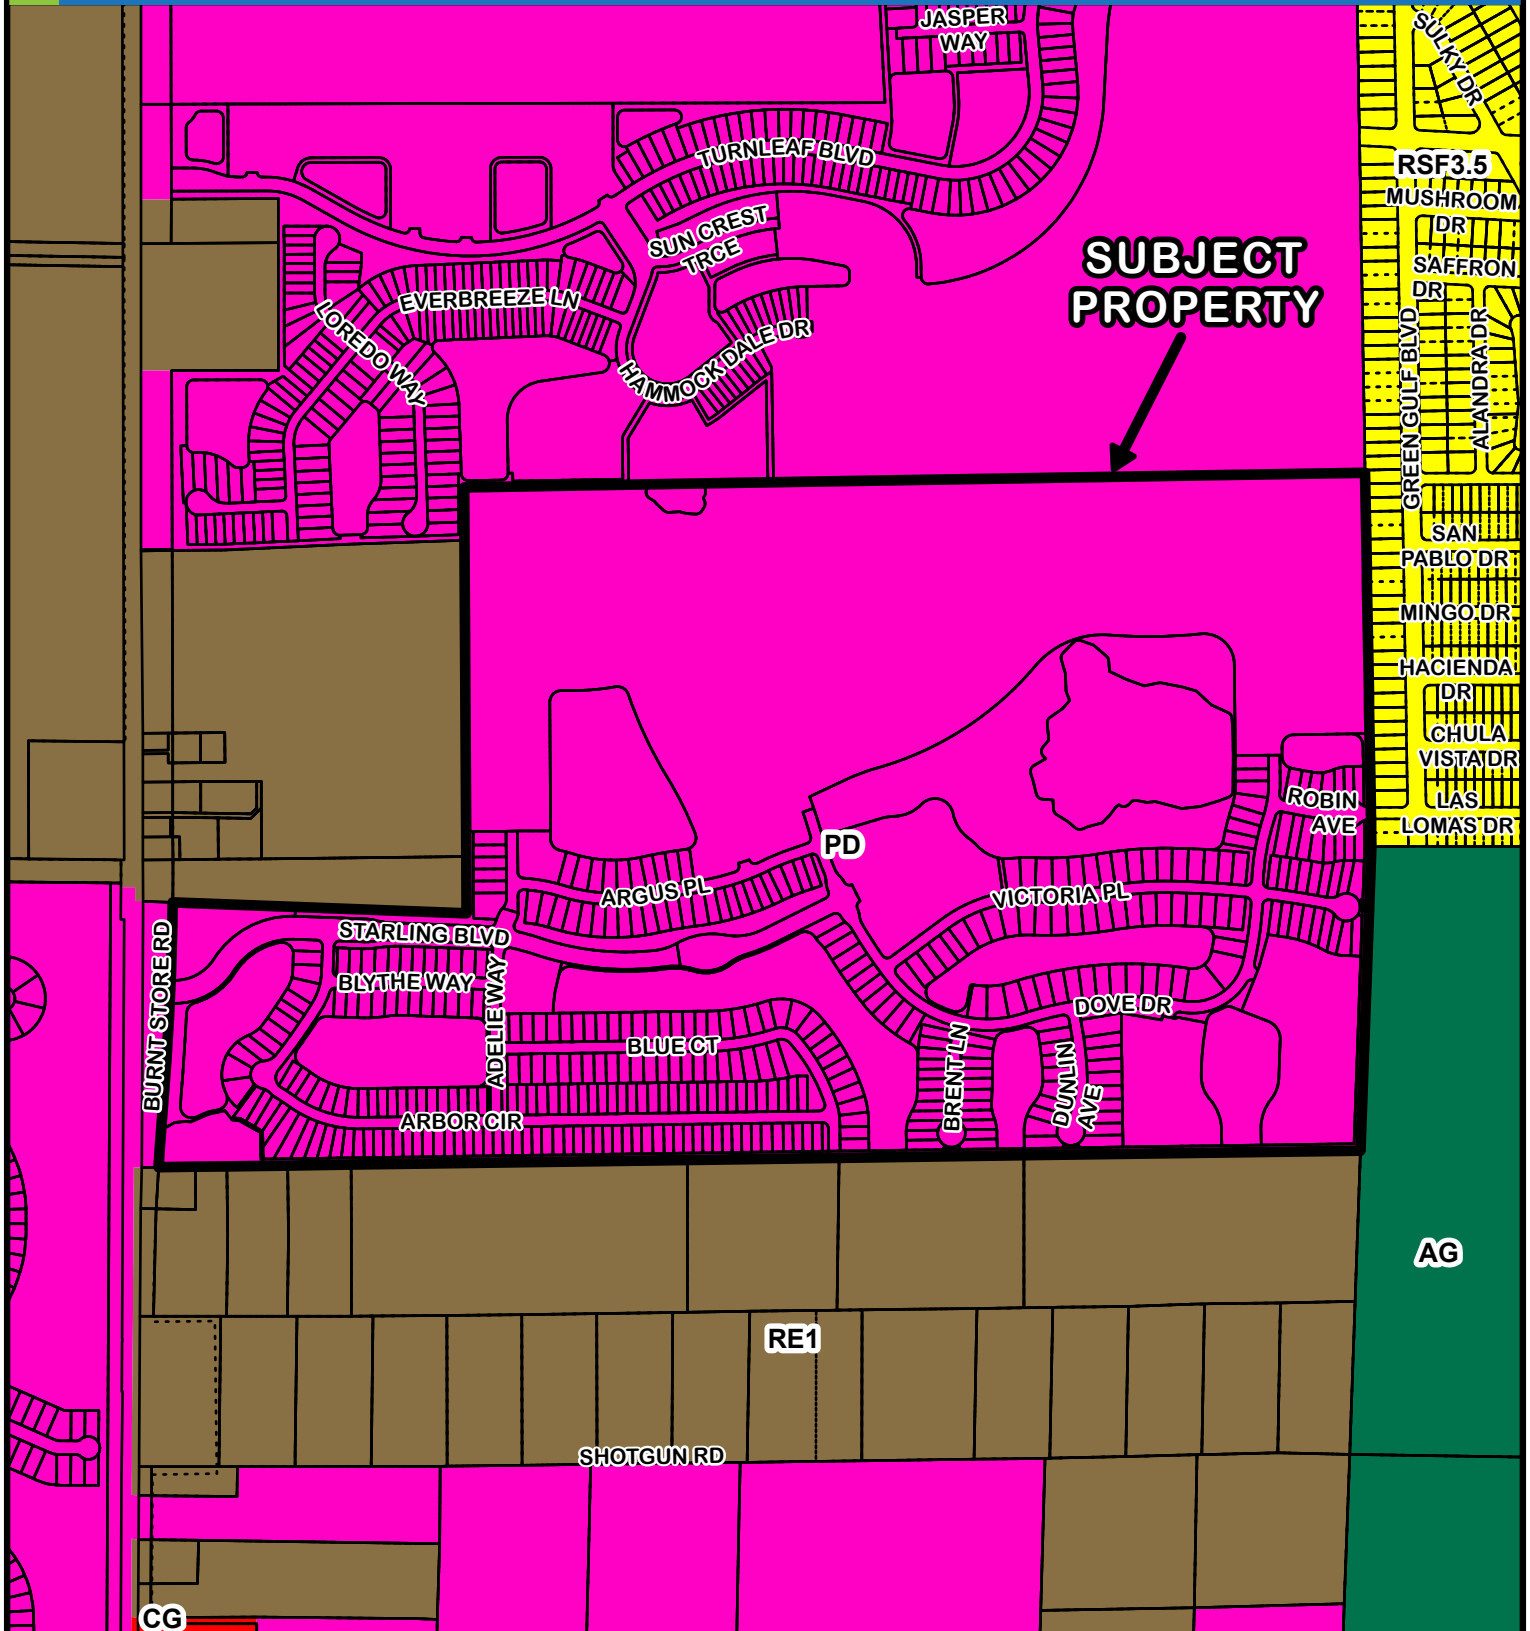 JASPER
WAY
SULKY DR
TURNLEAF BLVD
RSF3.5
MUSHROOM
DR
SUN CREST
TRCE
SUBJECT
PROPERTY
SAFFRON
DR
EVERBREEZE LN
LOREDO WAY
HAMMOCK DALE DR
GREEN GULF BLVD
ALANDRA DR
SAN
PABLO DR
MINGO DR
HACIENDA
DR
CHULA
VISTA DR
ROBIN
AVE
LAS
LOMAS DR
PD
ARGUS PL
VICTORIA PL
STARLING BLVD
BURNT STORE RD
BLYTHE WAY
ADELIE WAY
DOVE DR
BLUE CT
BRENT LN
DUNLIN
AVE
ARBOR CIR
AG
RE1
SHOTGUN RD
CG